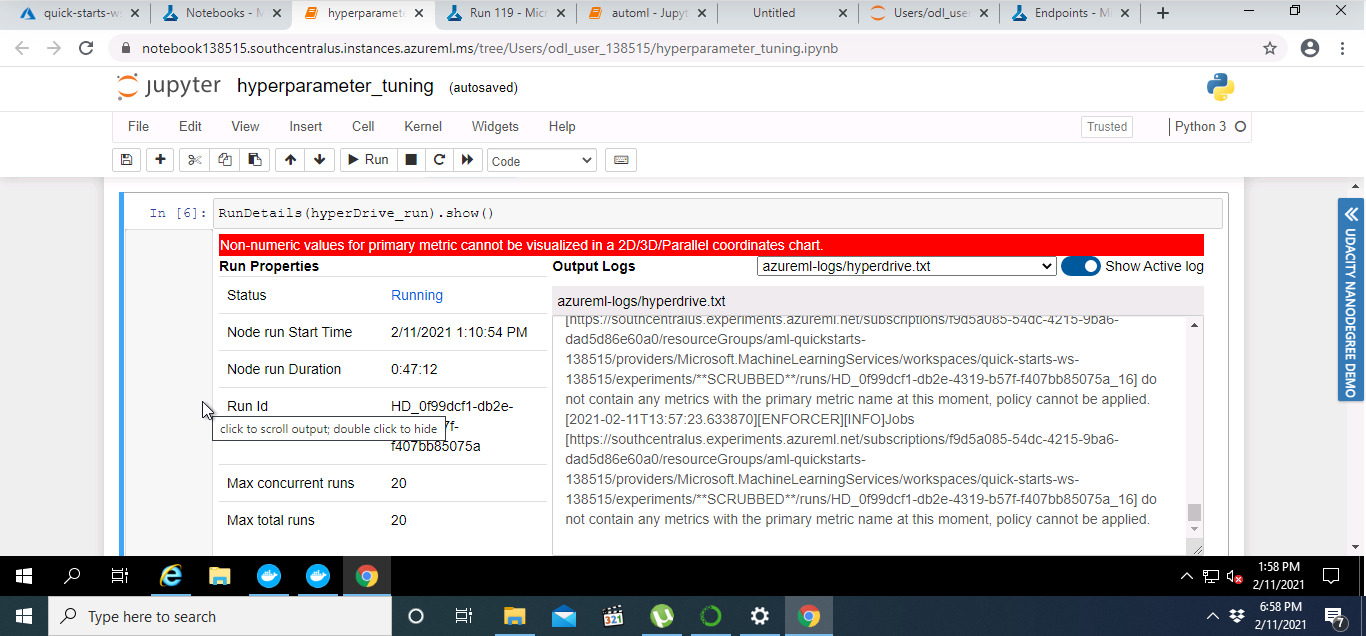 quick-starts-ws
Notebooks - M
hyperparamete
Run 119 - Micr
automl - Jupyt
Untitled
Users/odl_use
Endpoints - Mi
notebook138515.southcentralus.instances.azureml.ms/tree/Users/odl_user_138515/hyperparameter_tuning.ipynb
jupyter hyperparameter_tuning (autosaved)
File Edit View Insert Cell Kernel Widgets Help Trusted Python 3
Run Code
In [6]: RunDetails(hyperDrive_run).show()
Non-numeric values for primary metric cannot be visualized in a 2D/3D/Parallel coordinates chart.
Run Properties
Status Running
Node run Start Time 2/11/2021 1:10:54 PM
Node run Duration 0:47:12
Run Id HD_0f99dcf1-db2e-
7f-
f407bb85075a
click to scroll output; double click to hide
Max concurrent runs 20
Max total runs 20
Output Logs azureml-logs/hyperdrive.txt Show Active log
azureml-logs/hyperdrive.txt
[https://southcentralus.experiments.azureml.net/subscriptions/f9d5a085-54dc-4215-9ba6-
dad5d86e60a0/resourceGroups/aml-quickstarts-
138515/providers/Microsoft.MachineLearningServices/workspaces/quick-starts-ws-
138515/experiments/**SCRUBBED**/runs/HD_0f99dcf1-db2e-4319-b57f-f407bb85075a_16] do
not contain any metrics with the primary metric name at this moment, policy cannot be applied.
[2021-02-11T13:57:23.633870][ENFORCER][INFO]Jobs
[https://southcentralus.experiments.azureml.net/subscriptions/f9d5a085-54dc-4215-9ba6-
dad5d86e60a0/resourceGroups/aml-quickstarts-
138515/providers/Microsoft.MachineLearningServices/workspaces/quick-starts-ws-
138515/experiments/**SCRUBBED**/runs/HD_0f99dcf1-db2e-4319-b57f-f407bb85075a_16] do
not contain any metrics with the primary metric name at this moment, policy cannot be applied.
UDACITY NANODEGREE DEMO
1:58 PM
2/11/2021
Type here to search
321
6:58 PM
2/11/2021
7